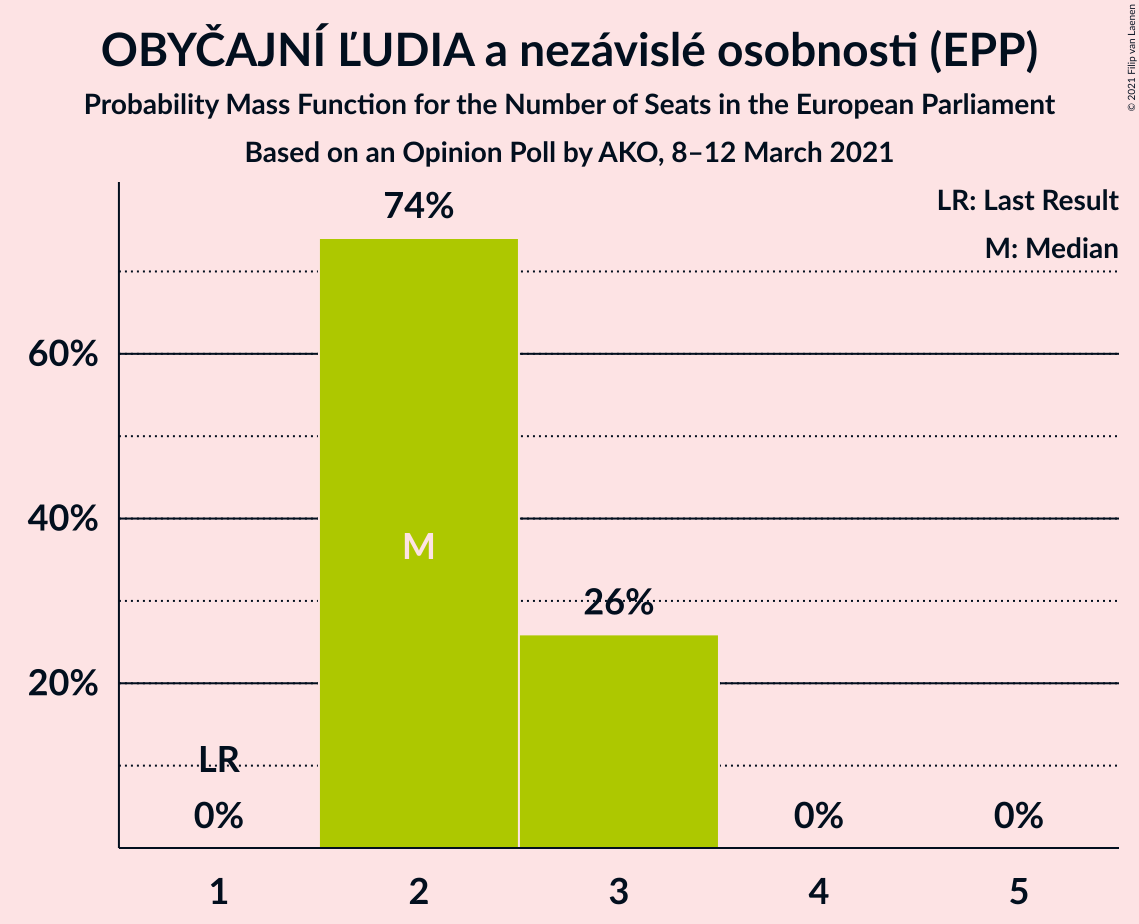 OBYČAJNÍ ĽUDIA a nezávislé osobnosti (EPP)
Probability Mass Function for the Number of Seats in the European Parliament
Based on an Opinion Poll by AKO, 8–12 March 2021
© 2021 Filip van Laenen
LR: Last Result
M: Median
74%
60%
40%
M
26%
20%
LR
0%
0%
0%
1
2
3
4
5